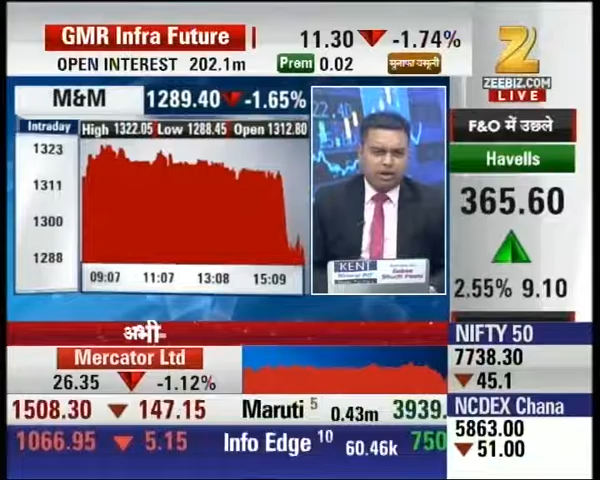 GMR Infra Future
11.30 -1.74%
OPEN INTEREST 202.1m Prem 0.02 मुनाफा वसूली
Z
ZEEBIZ.COM
LIVE
M&M 1289.40 -1.65%
Intraday High 1322.05 Low 1288.45 Open 1312.80
1323
1311
1300
1288
09:07 11:07 13:08 15:09
KENT
F&O में उछले
Havells
365.60
2.55% 9.10
अभी-
Mercator Ltd
26.35 -1.12%
NIFTY 50
7738.30
45.1
1508.30 147.15 Maruti 5 0.43m 3939.
NCDEX Chana
5863.00
51.00
1066.95 5.15 Info Edge 10 60.46k 750